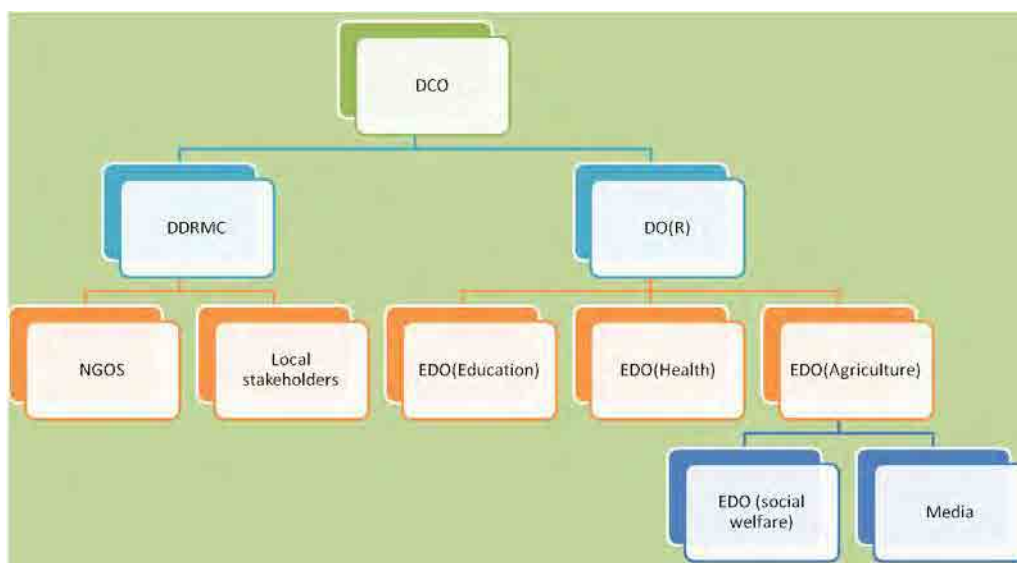 DCO
DDRMC
DO(R)
NGOS
Local
stakeholders
EDO(Education)
EDO(Health)
EDO(Agriculture)
EDO (social
welfare)
Media